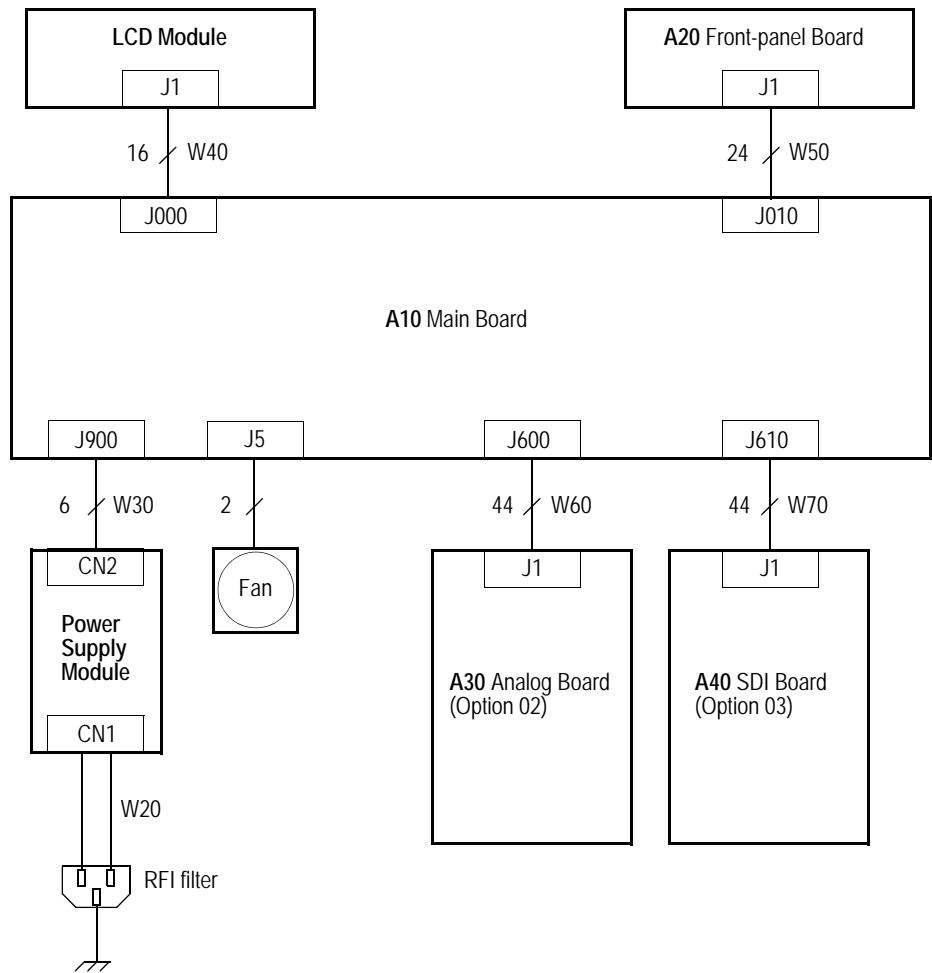 LCD Module
J1
A20 Front-panel Board
J1
16
W40
24
W50
J000
J010
A10 Main Board
J900
J5
J600
J610
6
W30
2
44
W60
44
W70
CN2
Fan
J1
J1
Power
Supply
Module
A30 Analog Board
(Option 02)
A40 SDI Board
(Option 03)
CN1
W20
RFI filter